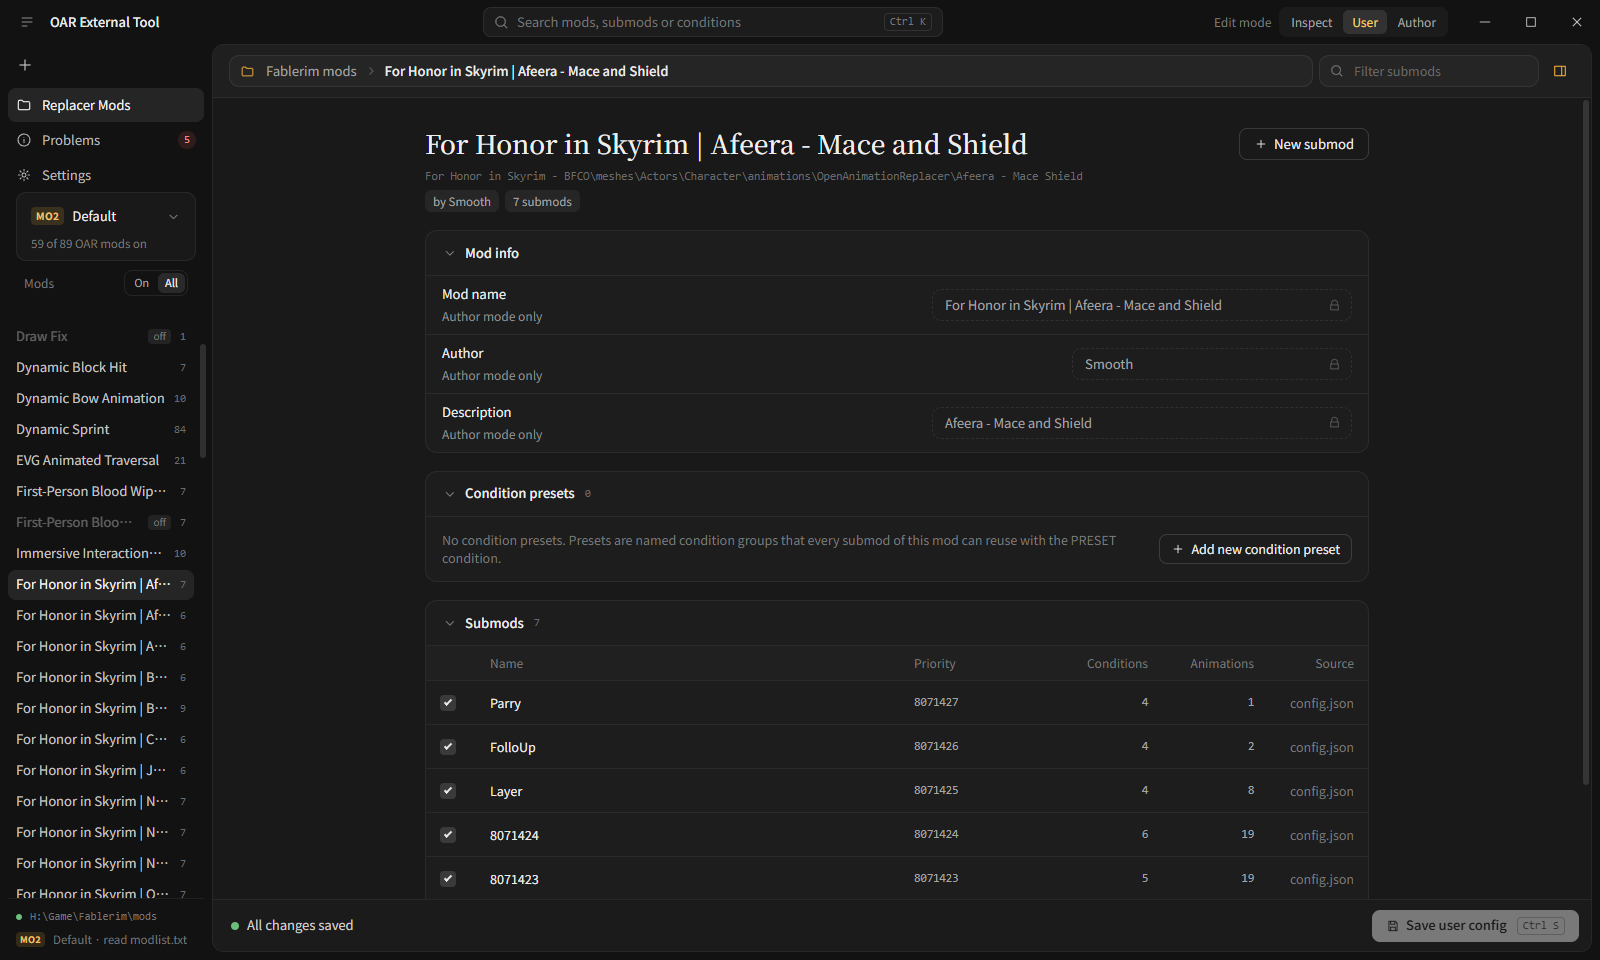 OAR External Tool
Search mods, submods or conditions
Ctrl K
Edit mode
Inspect
User
Author
Replacer Mods
Problems
5
Settings
MO2
Default
59 of 89 OAR mods on
Mods
On
All
Draw Fix off 1
Dynamic Block Hit 7
Dynamic Bow Animation 10
Dynamic Sprint 84
EVG Animated Traversal 21
First-Person Blood Wip··· 7
First-Person Bloo··· off 7
Immersive Interaction··· 10
For Honor in Skyrim | Af··· 7
For Honor in Skyrim | Af··· 6
For Honor in Skyrim | A··· 6
For Honor in Skyrim | B··· 6
For Honor in Skyrim | B··· 9
For Honor in Skyrim | C··· 6
For Honor in Skyrim | J··· 6
For Honor in Skyrim | N··· 7
For Honor in Skyrim | N··· 7
For Honor in Skyrim | N··· 7
For Honor in Skyrim | O··· 7
H:\Game\Fablerim\mods
MO2 Default · read modlist.txt
Fablerim mods
For Honor in Skyrim | Afeera - Mace and Shield
Filter submods
For Honor in Skyrim | Afeera - Mace and Shield
New submod
For Honor in Skyrim - BFCO\meshes\Actors\Character\animations\OpenAnimationReplacer\Afeera - Mace Shield
by Smooth
7 submods
Mod info
Mod name
Author mode only
For Honor in Skyrim | Afeera - Mace and Shield
Author
Author mode only
Smooth
Description
Author mode only
Afeera - Mace and Shield
Condition presets 0
No condition presets. Presets are named condition groups that every submod of this mod can reuse with the PRESET
condition.
Add new condition preset
Submods 7
Name Priority Conditions Animations Source
Parry 8071427 4 1 config.json
FolloUp 8071426 4 2 config.json
Layer 8071425 4 8 config.json
8071424 8071424 6 19 config.json
8071423 8071423 5 19 config.json
All changes saved
Save user config
Ctrl S